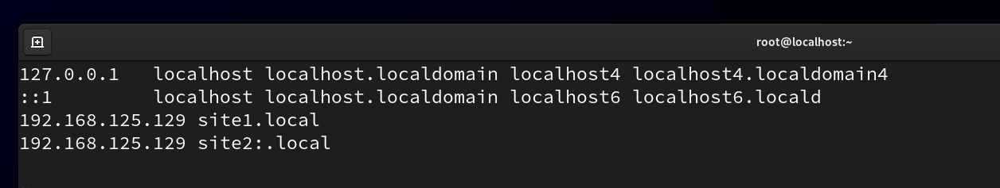 root@localhost:~
127.0.0.1   localhost localhost.localdomain localhost4 localhost4.localdomain4
::1         localhost localhost.localdomain localhost6 localhost6.locald
192.168.125.129 site1.local
192.168.125.129 site2:.local